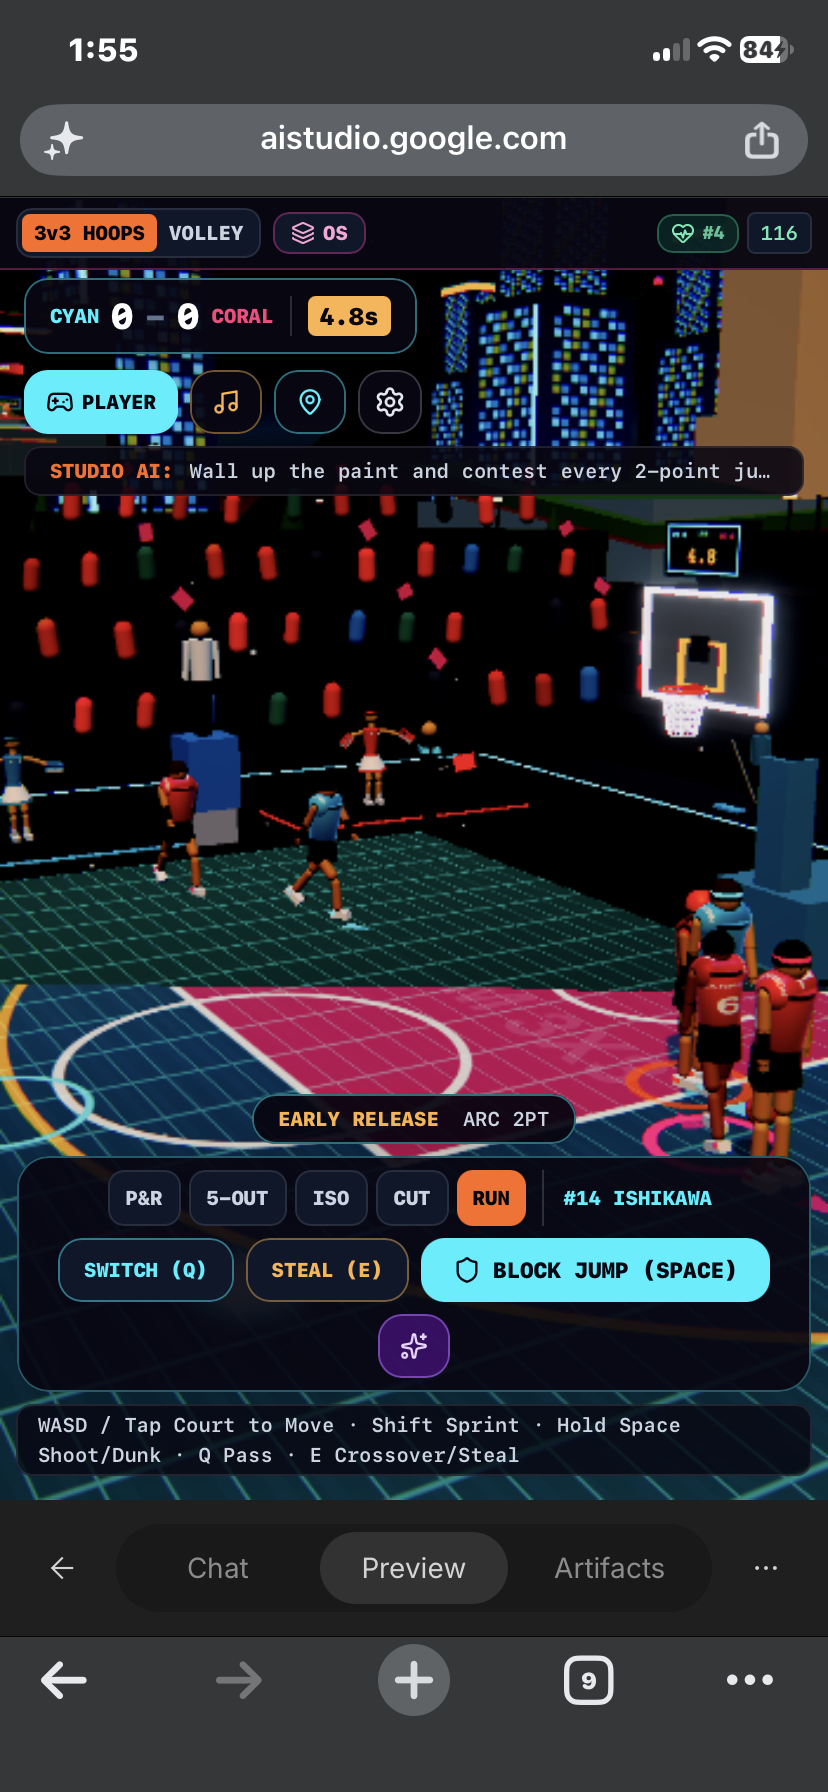 1:55
84
aistudio.google.com
3v3 HOOPS VOLLEY OS #4 116
CYAN 0 – 0 CORAL 4.8s
PLAYER
STUDIO AI: Wall up the paint and contest every 2–point ju…
4.8
6
EARLY RELEASE ARC 2PT
P&R 5–OUT ISO CUT RUN #14 ISHIKAWA
SWITCH (Q) STEAL (E) BLOCK JUMP (SPACE)
WASD / Tap Court to Move · Shift Sprint · Hold Space
Shoot/Dunk · Q Pass · E Crossover/Steal
Chat Preview Artifacts
9